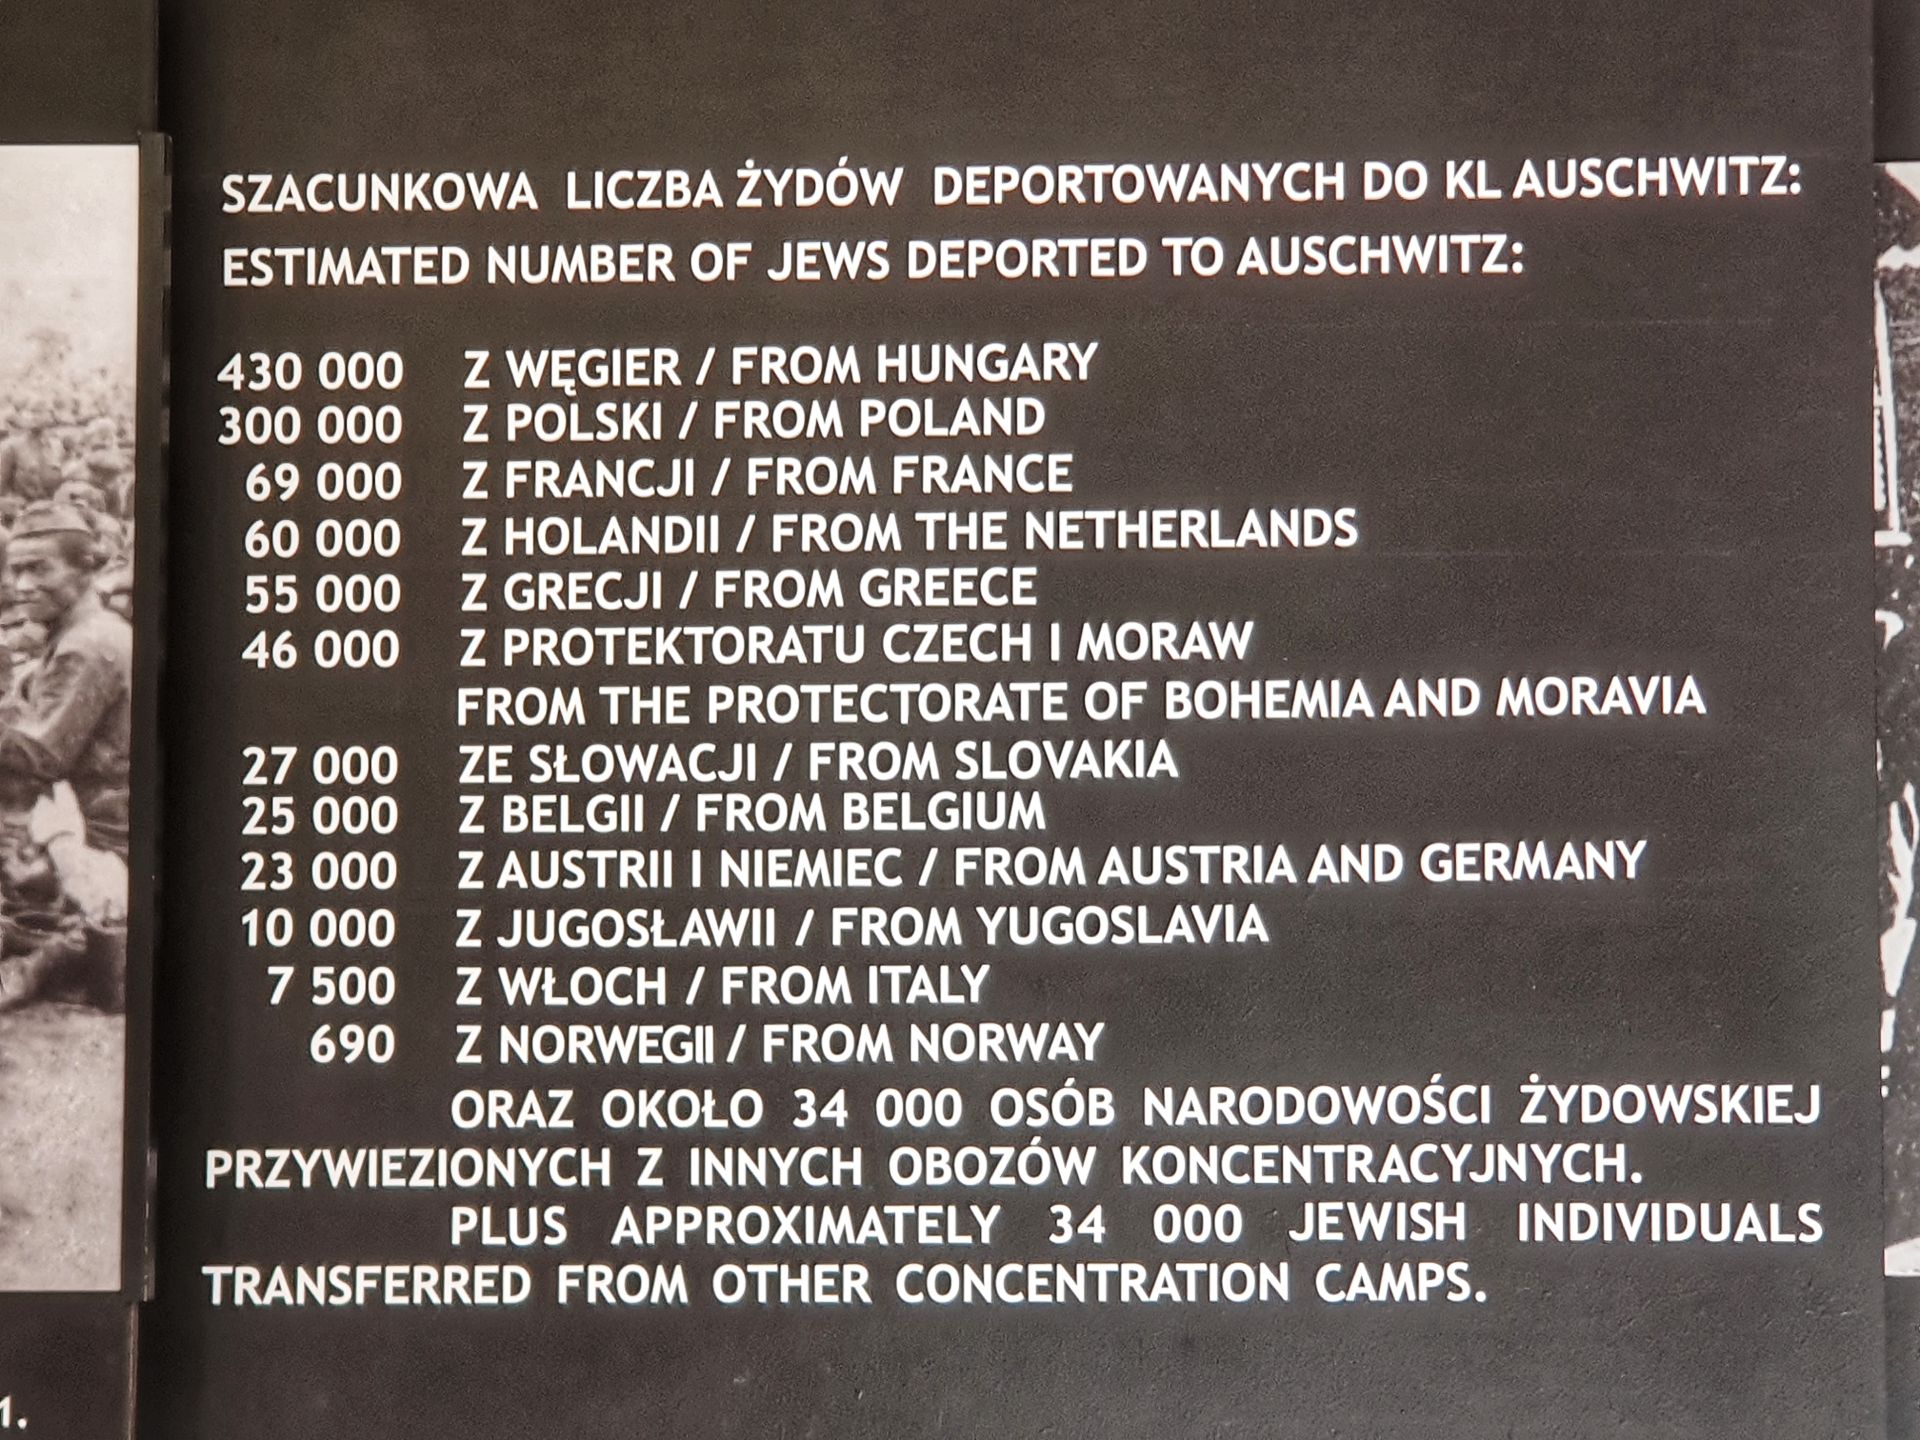 SZACUNKOWA LICZBA ŻYDÓW DEPORTOWANYCH DO KL AUSCHWITZ:
ESTIMATED NUMBER OF JEWS DEPORTED TO AUSCHWITZ:
430 000 Z WĘGIER / FROM HUNGARY
300 000 Z POLSKI / FROM POLAND
69 000 Z FRANCJI / FROM FRANCE
60 000 Z HOLANDII / FROM THE NETHERLANDS
55 000 Z GRECJI / FROM GREECE
46 000 Z PROTEKTORATU CZECH I MORAW
FROM THE PROTECTORATE OF BOHEMIA AND MORAVIA
27 000 ZE SŁOWACJI / FROM SLOVAKIA
25 000 Z BELGII / FROM BELGIUM
23 000 Z AUSTRII I NIEMIEC / FROM AUSTRIA AND GERMANY
10 000 Z JUGOSŁAWII / FROM YUGOSLAVIA
7 500 Z WŁOCH / FROM ITALY
690 Z NORWEGII / FROM NORWAY
ORAZ OKOŁO 34 000 OSÓB NARODOWOŚCI ŻYDOWSKIEJ
PRZYWIEZIONYCH Z INNYCH OBOZÓW KONCENTRACYJNYCH.
PLUS APPROXIMATELY 34 000 JEWISH INDIVIDUALS
TRANSFERRED FROM OTHER CONCENTRATION CAMPS.